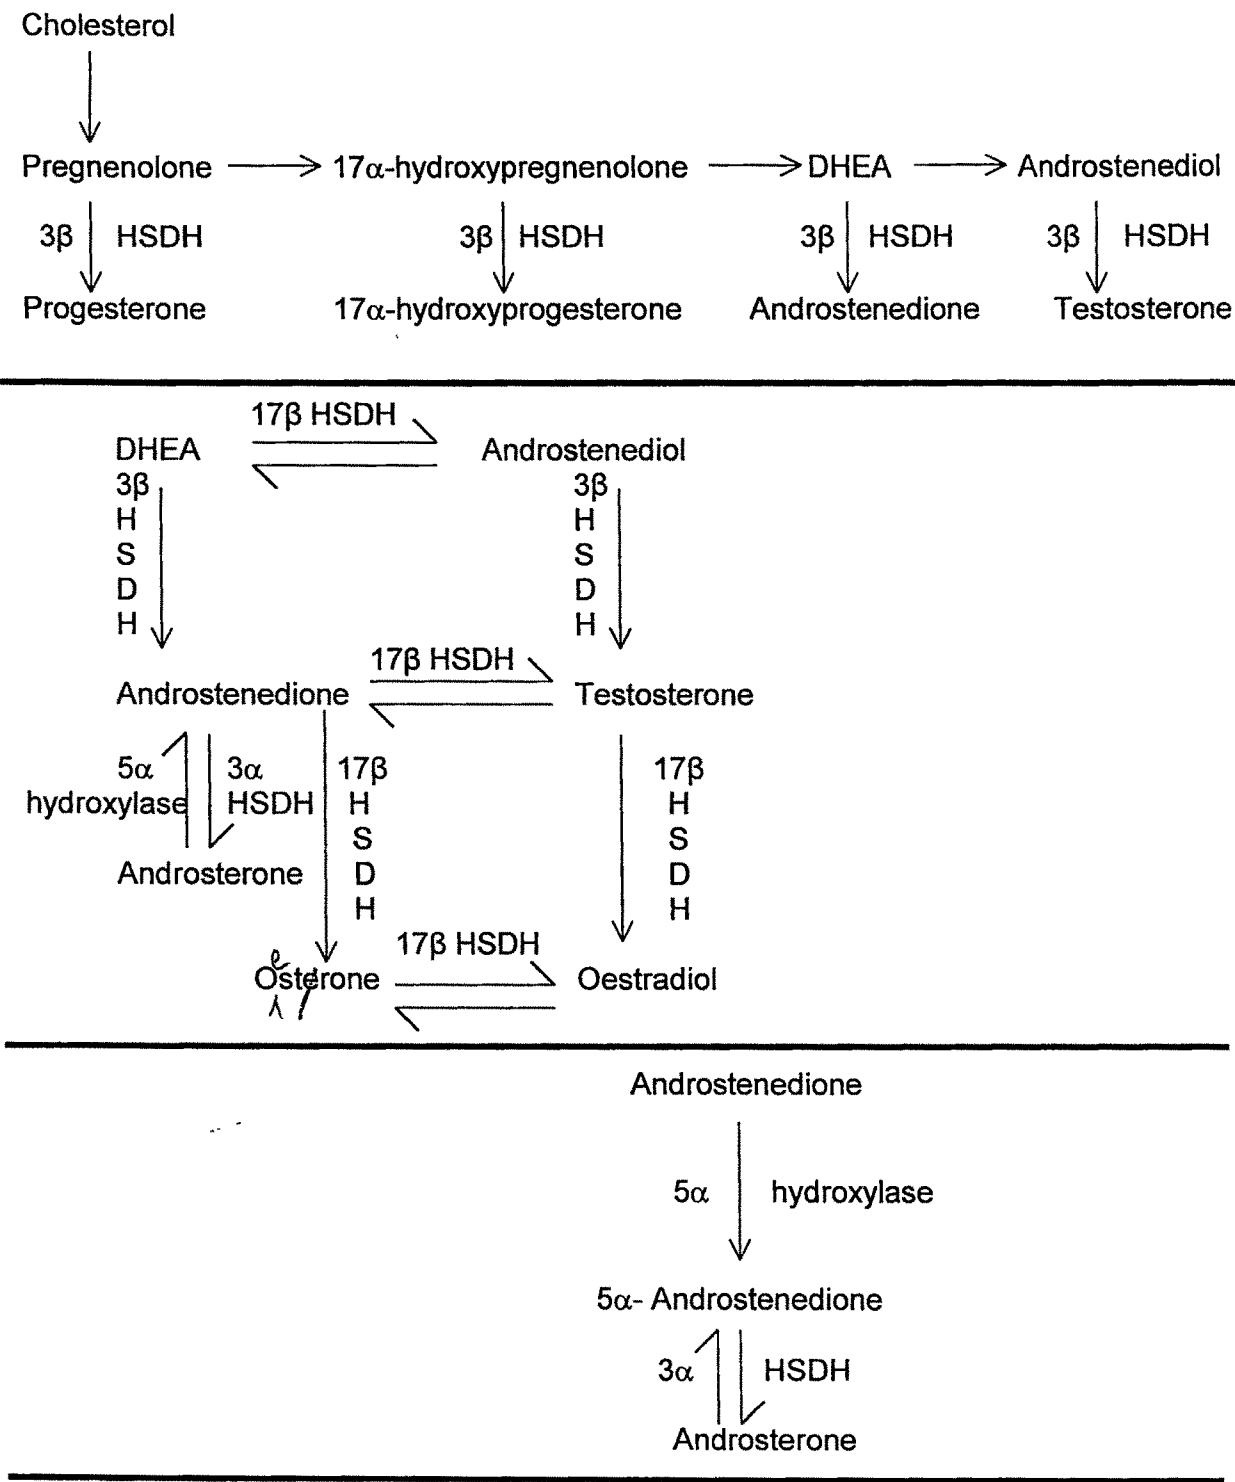 Cholesterol
Pregnenolone 17α-hydroxypregnenolone DHEA Androstenediol
3β HSDH 3β HSDH 3β HSDH 3β HSDH
Progesterone 17α-hydroxyprogesterone Androstenedione Testosterone
17β HSDH
DHEA Androstenediol
3β 3β
H H
S S
D D
H H
17β HSDH
Androstenedione Testosterone
5α 3α 17β 17β
hydroxylase HSDH H H
S S
Androsterone D D
H H
17β HSDH
e
Osterone Oestradiol
Androstenedione
5α hydroxylase
5α- Androstenedione
3α HSDH
Androsterone